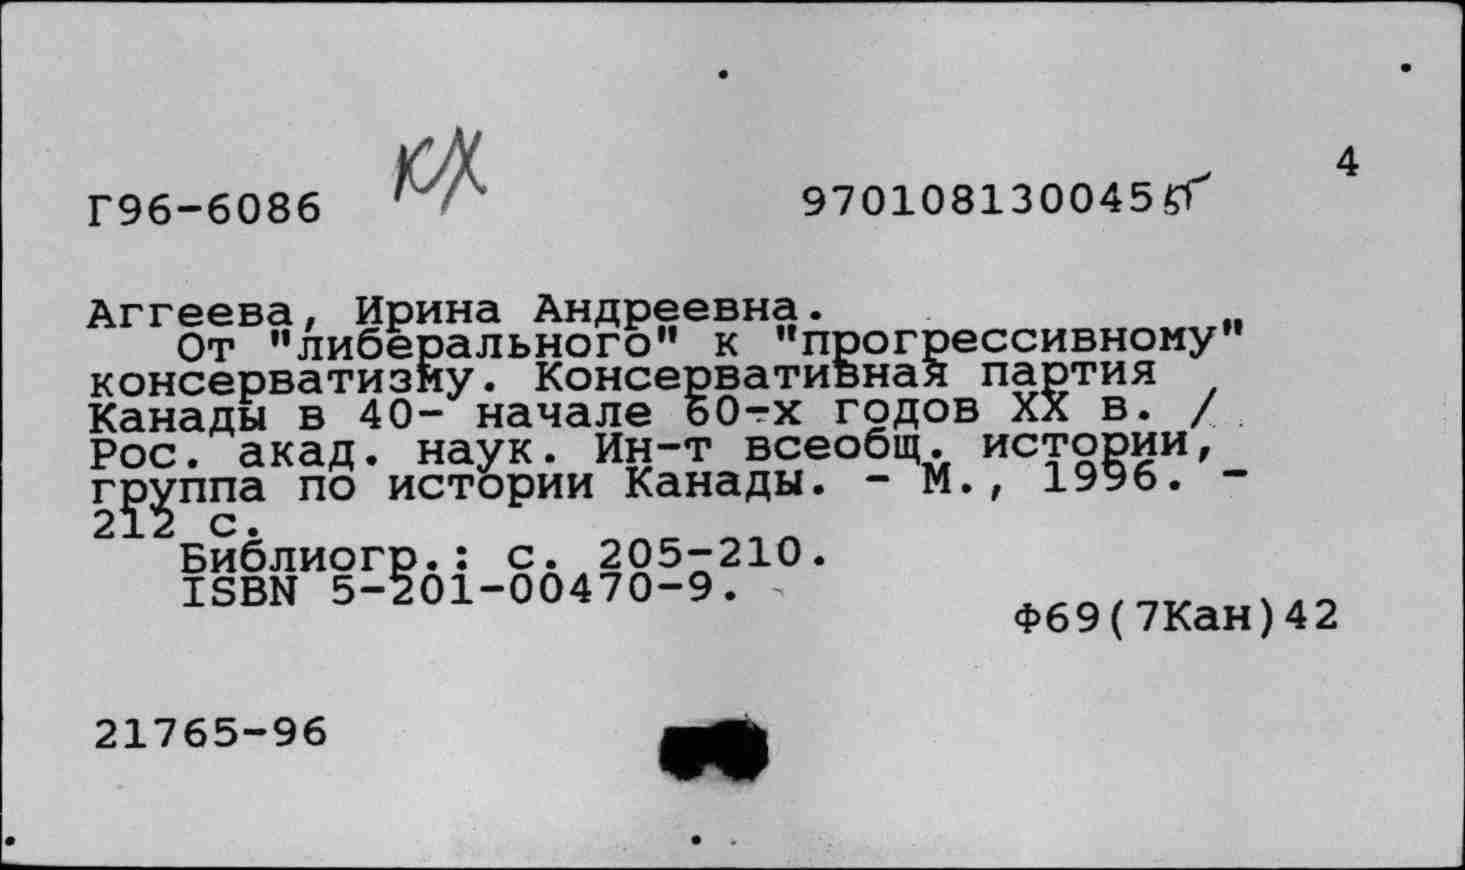 4
КХ
Г96-6086
970108130045
Аггеева, Ирина Андреевна.
От "либерального" к "прогрессивному"
консерватизму. Консервативная партия
Канады в 40- начале 60-х годов XX в. /
Рос. акад. наук. Ин-т всеобщ. истории,
группа по истории Канады. - М., 1996. -
212 с.
Библиогр.: с. 205-210.
ISBN 5-201-00470-9.
Ф69(7Кан)42
21765-96